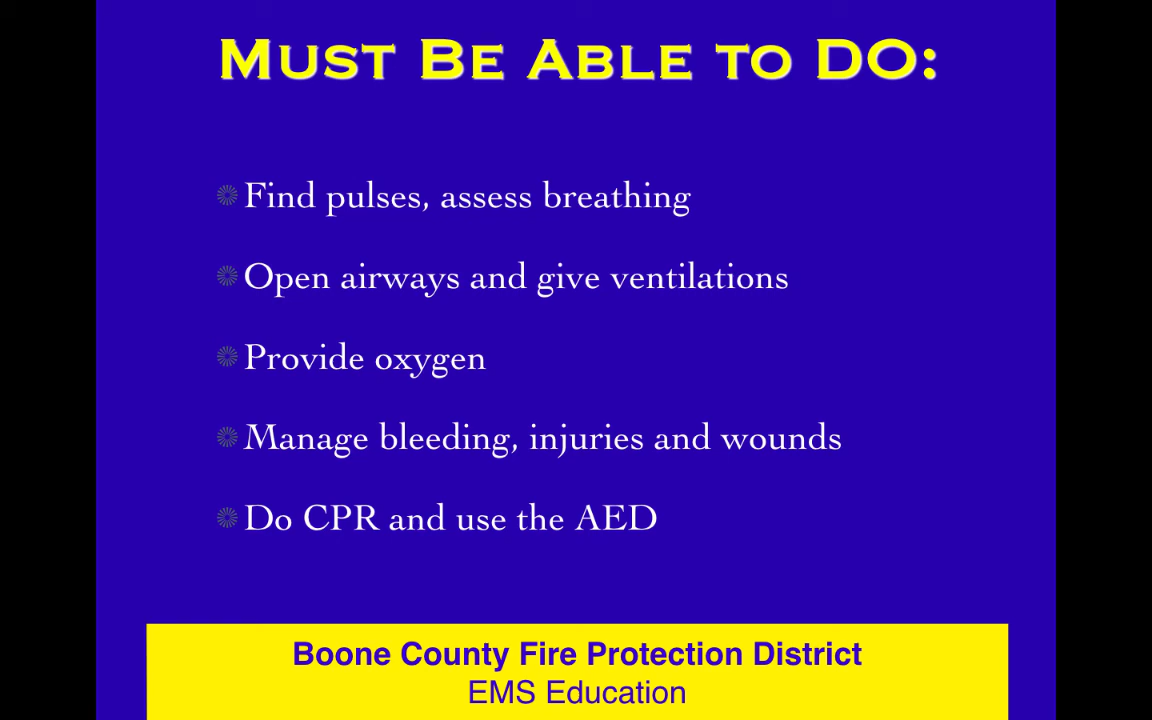 Must Be Able to DO:
Find pulses, assess breathing
Open airways and give ventilations
Provide oxygen
Manage bleeding, injuries and wounds
Do CPR and use the AED
Boone County Fire Protection District
EMS Education